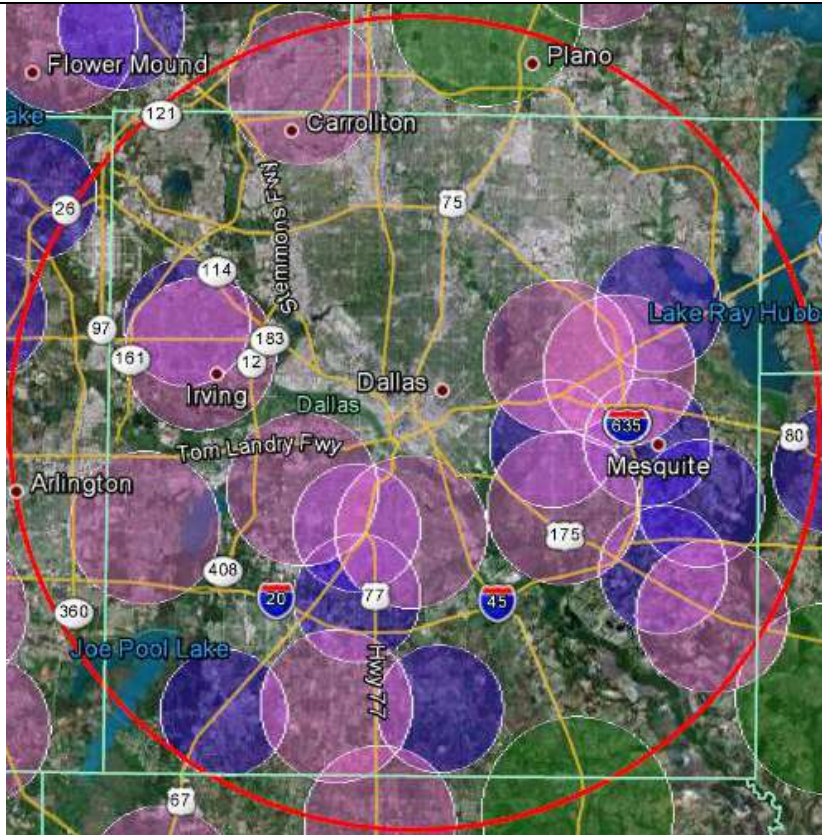 Flower Mound
Plano
121
ake
Carrollton
Stemmons Fwy
26
75
114
Lake Ray Hubb
97
183
161
12
Irving
Dallas
Dallas
635
Tom Landry Fwy
Mesquite
80
Arlington
175
408
20
77
45
360
Joe Pool Lake
Hwy 77
67